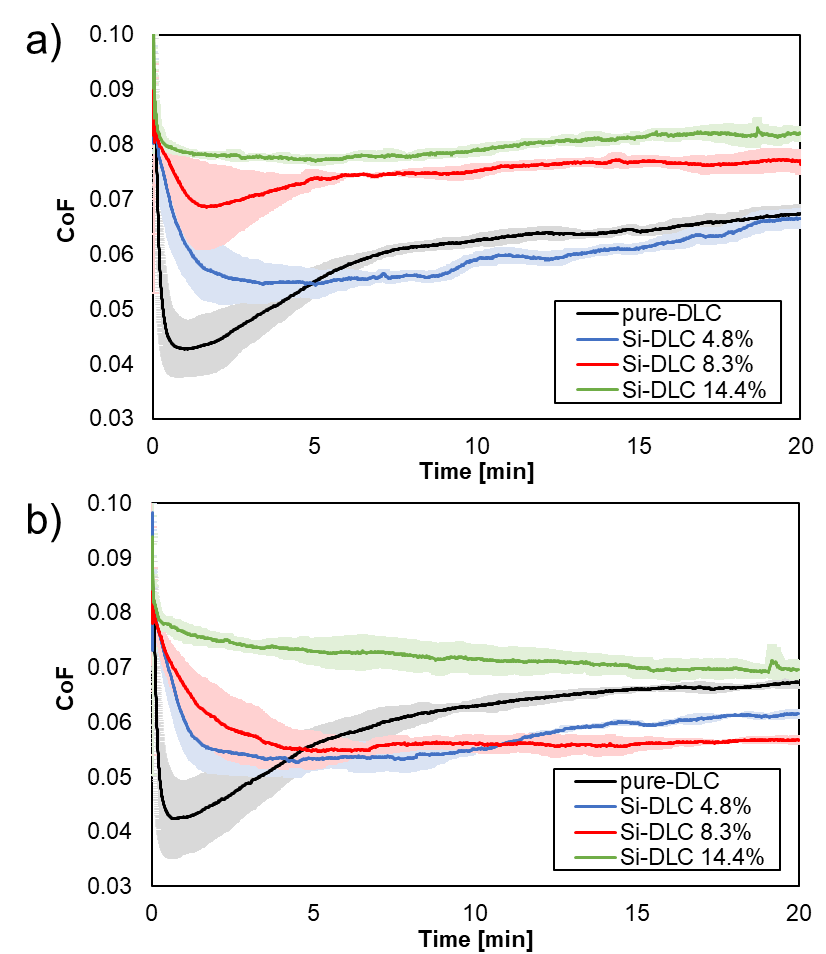 a)
0.10
0.09
0.08
0.07
0.06
0.05
0.04
0.03
CoF
pure-DLC
Si-DLC 4.8%
Si-DLC 8.3%
Si-DLC 14.4%
0 5 10 15 20
Time [min]
b)
0.10
0.09
0.08
0.07
0.06
0.05
0.04
0.03
CoF
pure-DLC
Si-DLC 4.8%
Si-DLC 8.3%
Si-DLC 14.4%
0 5 10 15 20
Time [min]